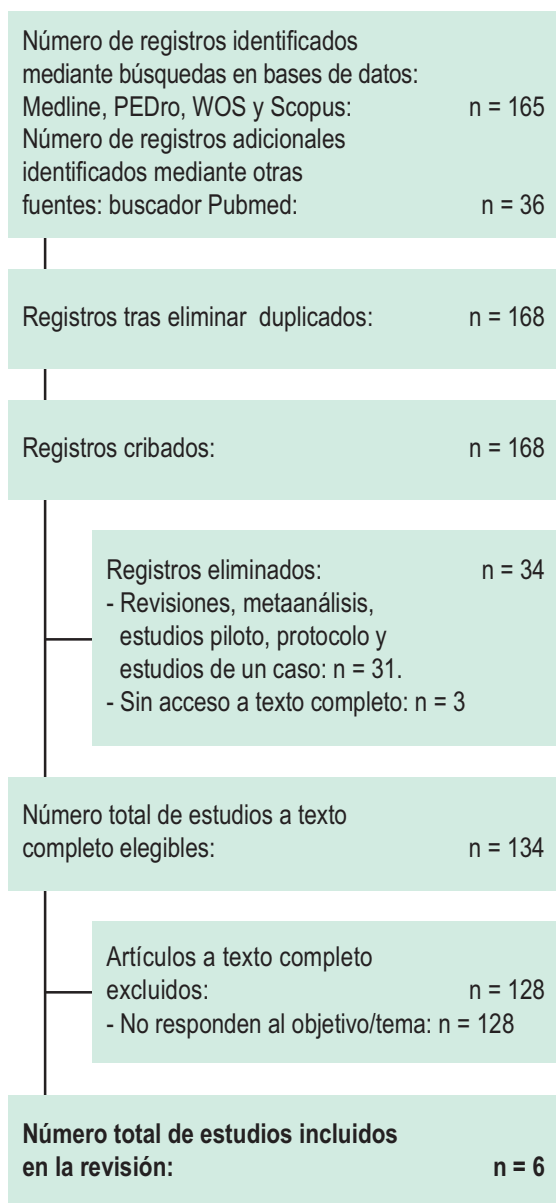 Número de registros identificados
mediante búsquedas en bases de datos:
Medline, PEDro, WOS y Scopus: n = 165
Número de registros adicionales
identificados mediante otras
fuentes: buscador Pubmed: n = 36
Registros tras eliminar duplicados: n = 168
Registros cribados: n = 168
Registros eliminados: n = 34
- Revisiones, metaanálisis,
estudios piloto, protocolo y
estudios de un caso: n = 31.
- Sin acceso a texto completo: n = 3
Número total de estudios a texto
completo elegibles: n = 134
Artículos a texto completo
excluidos: n = 128
- No responden al objetivo/tema: n = 128
Número total de estudios incluidos
en la revisión: n = 6